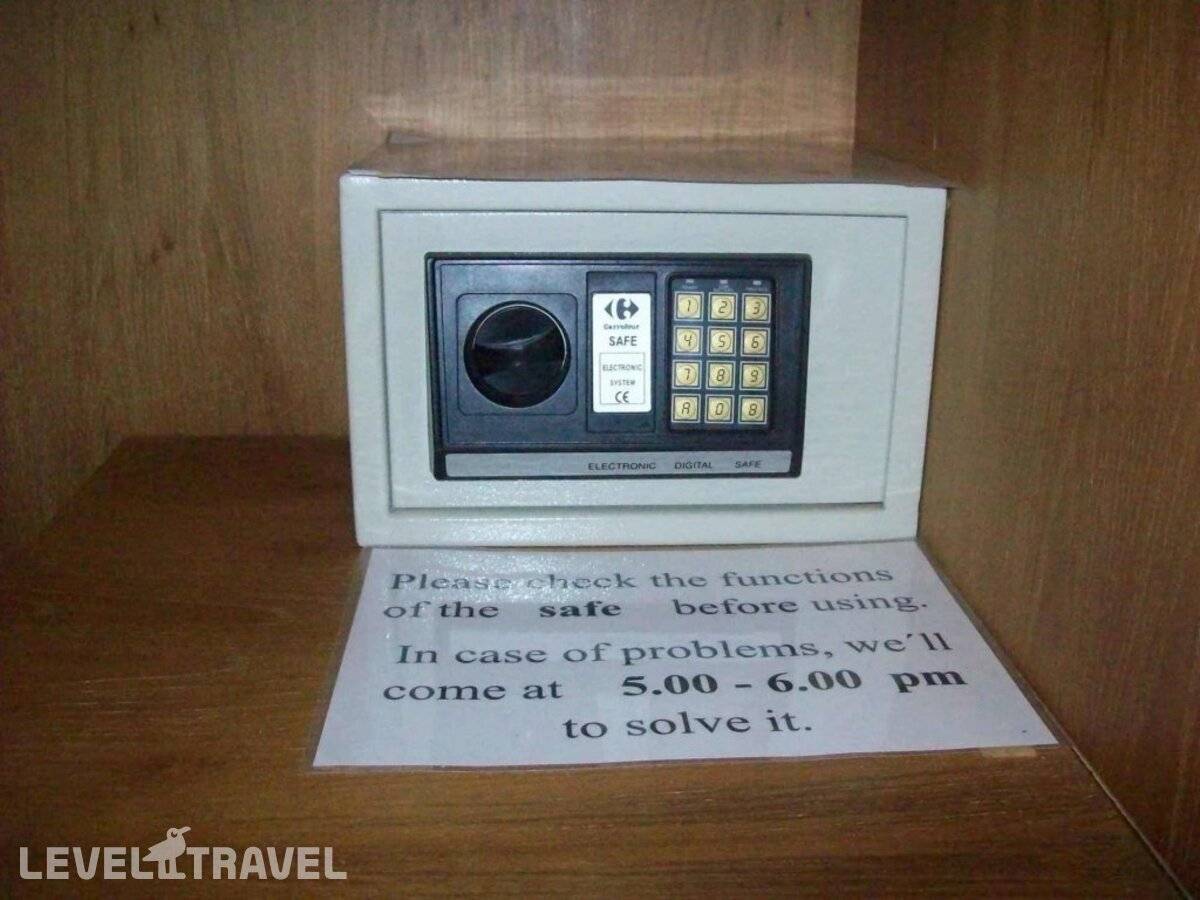 Carrefour
SAFE
ELECTRONIC
SYSTEM
CE
1 2 3
4 5 6
7 8 9
A 0 B
ELECTRONIC DIGITAL SAFE
Please check the functions
of the safe before using.
In case of problems, we´ll
come at 5.00 - 6.00 pm
to solve it.
LEVEL TRAVEL